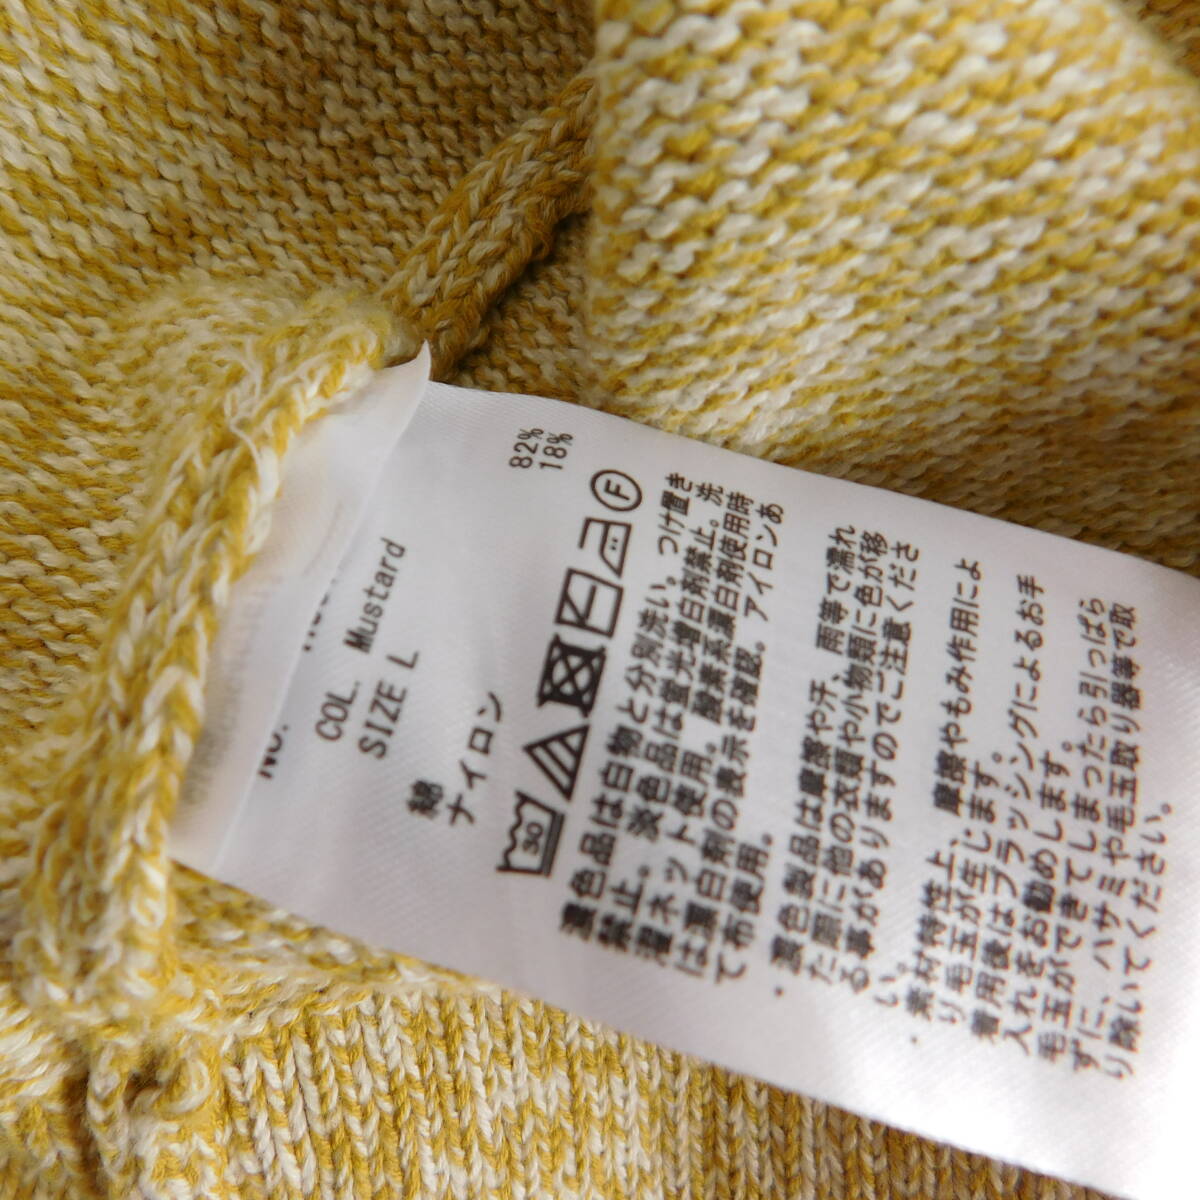 NO.
COL. Mustard
SIZE L
綿 82%
ナイロン 18%
30
F
濃色品は白物と分別洗い。つけ置き
禁止。淡色品は蛍光増白剤禁止。洗
濯ネット使用。酸素系漂白剤使用時
は漂白剤の表示を確認。アイロンあ
て布使用。
・濃色製品は摩擦や汗、雨等で濡れ
た際に他の衣類や小物類に色が移
る事がありますのでご注意くださ
い。
・素材特性上、摩擦やもみ作用によ
り毛玉が生じます。
着用後はブラッシングによるお手
入れをお勧めします。
毛玉ができてしまったら引っぱら
ずに、ハサミや毛玉取り器等で取
り除いてください。